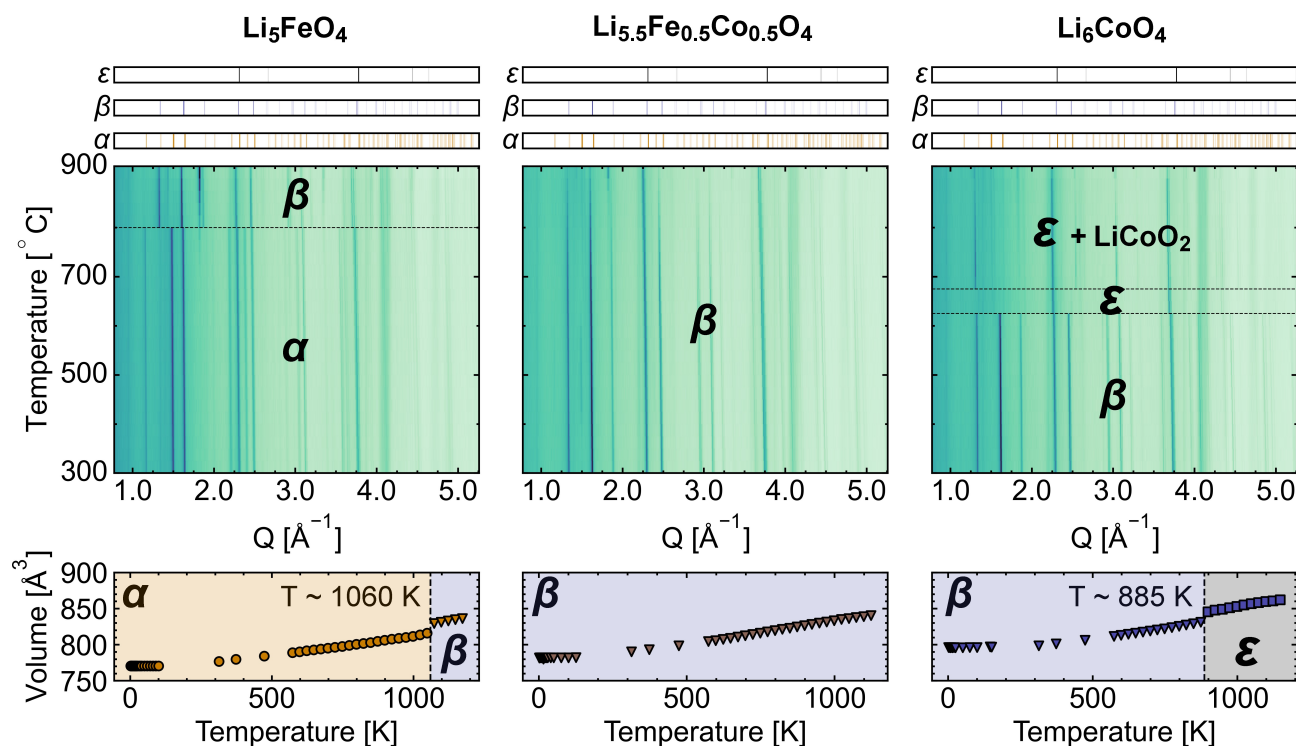 Li₅FeO₄ Li₅.₅Fe₀.₅Co₀.₅O₄ Li₆CoO₄
ε ε ε
β β β
α α α
Temperature [°C]
900
700
500
300
β
α
β
ε + LiCoO₂
ε
β
1.0 2.0 3.0 4.0 5.0 1.0 2.0 3.0 4.0 5.0 1.0 2.0 3.0 4.0 5.0
Q [Å⁻¹] Q [Å⁻¹] Q [Å⁻¹]
Volume [Å³]
900
850
800
750
α T ~ 1060 K β
β
β T ~ 885 K ε
0 500 1000 0 500 1000 0 500 1000
Temperature [K] Temperature [K] Temperature [K]